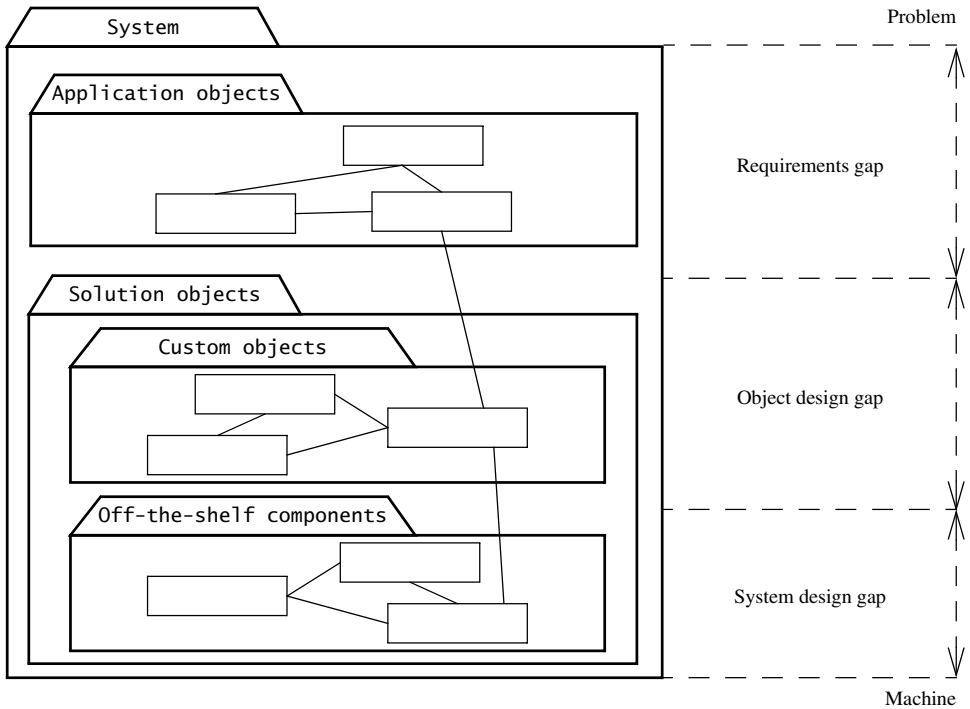 System
Problem
Application objects
Requirements gap
Solution objects
Custom objects
Object design gap
Off-the-shelf components
System design gap
Machine